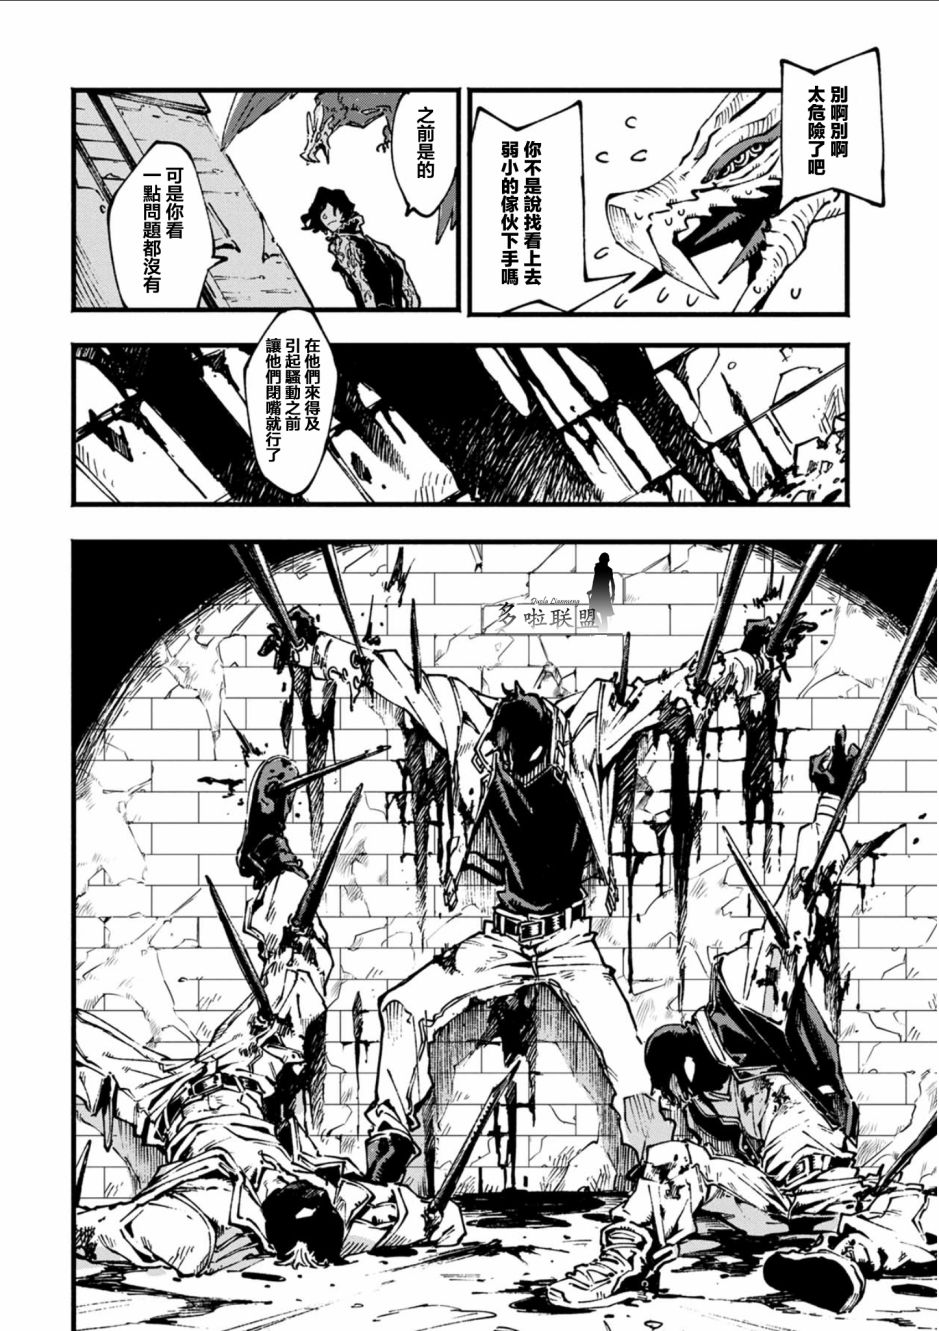 別啊別啊
太危險了吧
你不是說找看上去
弱小的傢伙下手嗎
之前是的
可是你看
一點問題都沒有
在他們來得及
引起騷動之前
讓他們閉嘴就行了
Duola Lianmeng
多啦联盟